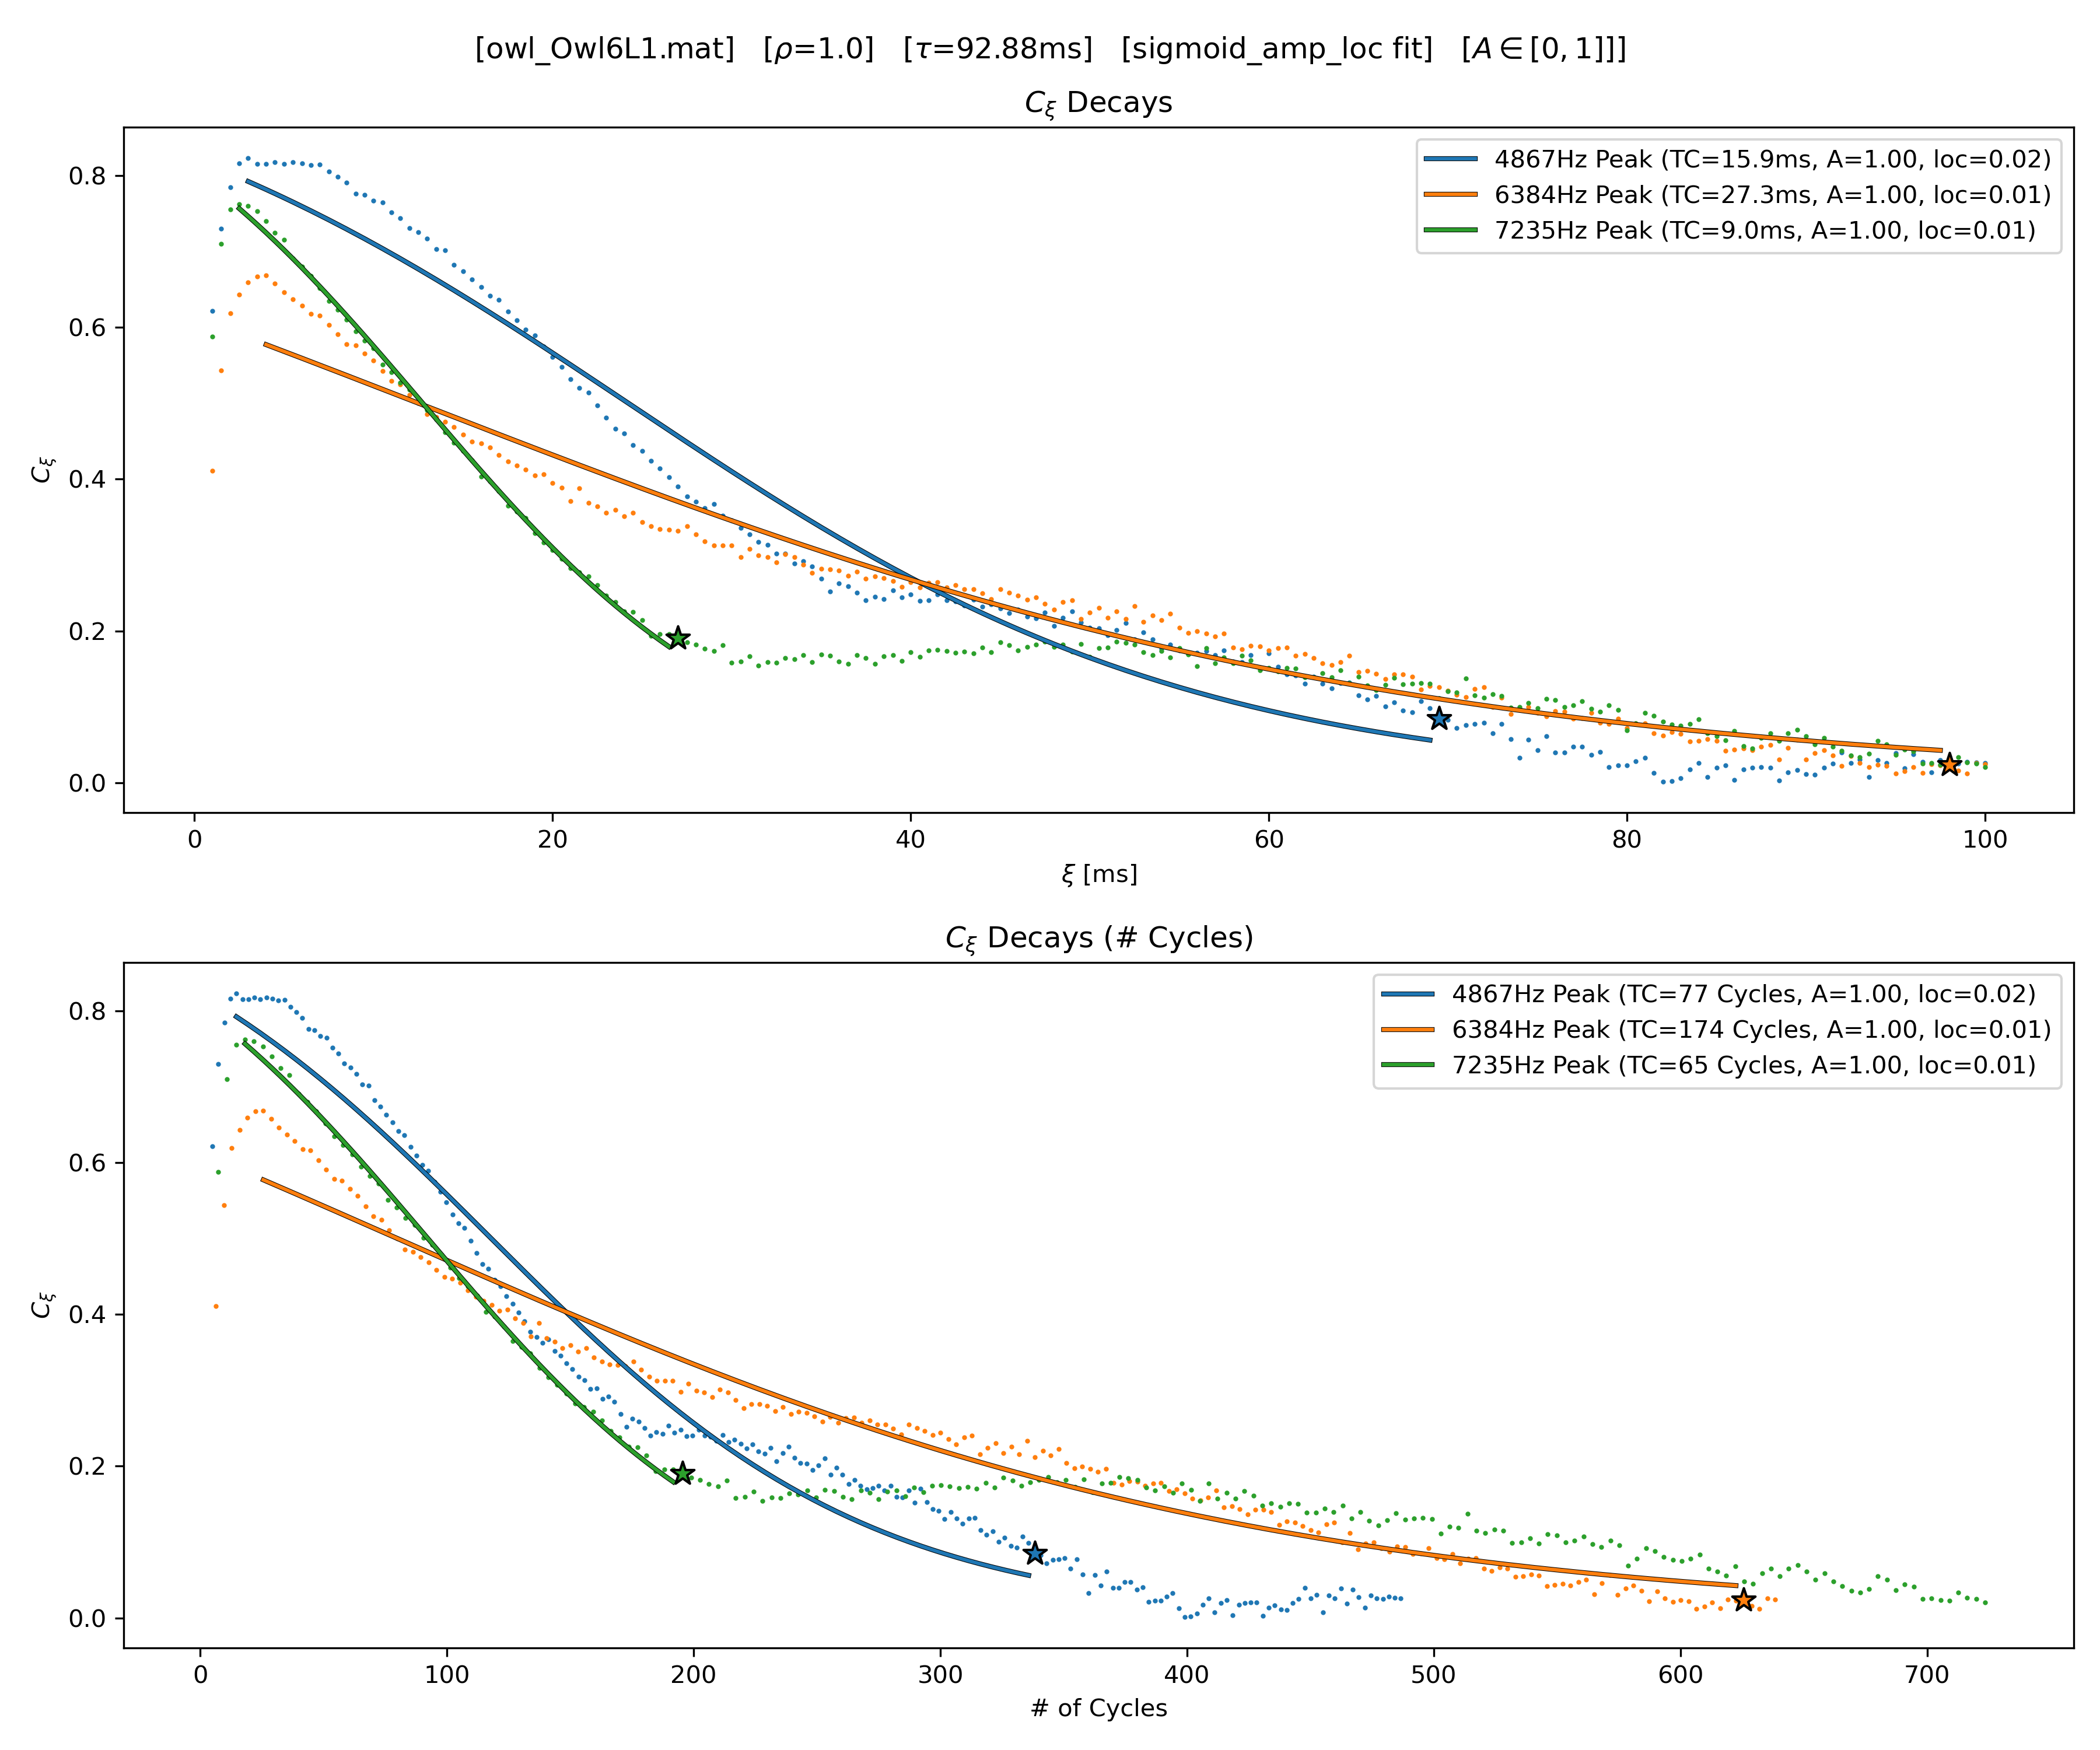 [owl_Owl6L1.mat]   [ρ=1.0]   [τ=92.88ms]   [sigmoid_amp_loc fit]   [A ∈ [0, 1]]]
C_ξ Decays
4867Hz Peak (TC=15.9ms, A=1.00, loc=0.02)
6384Hz Peak (TC=27.3ms, A=1.00, loc=0.01)
7235Hz Peak (TC=9.0ms, A=1.00, loc=0.01)
C_ξ
0.8
0.6
0.4
0.2
0.0
0 20 40 60 80 100
ξ [ms]
C_ξ Decays (# Cycles)
4867Hz Peak (TC=77 Cycles, A=1.00, loc=0.02)
6384Hz Peak (TC=174 Cycles, A=1.00, loc=0.01)
7235Hz Peak (TC=65 Cycles, A=1.00, loc=0.01)
C_ξ
0.8
0.6
0.4
0.2
0.0
0 100 200 300 400 500 600 700
# of Cycles